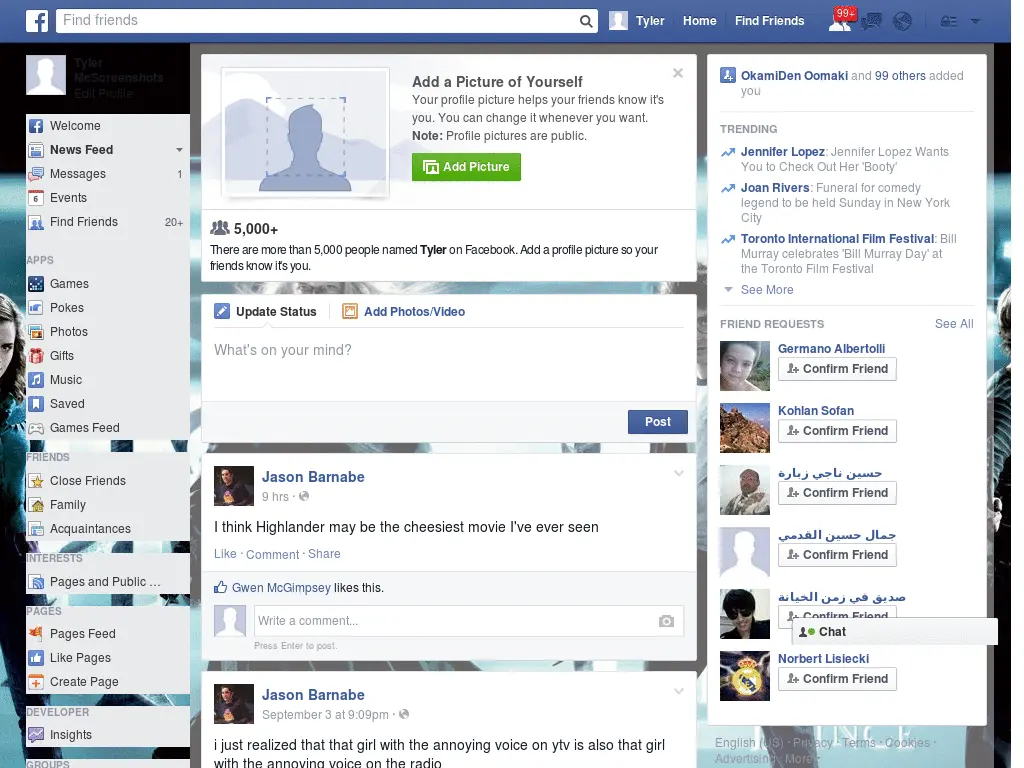 Find friends
Tyler
Home
Find Friends
99+
Tyler
McScreenshots
Edit Profile
Welcome
News Feed
Messages 1
Events
Find Friends 20+
APPS
Games
Pokes
Photos
Gifts
Music
Saved
Games Feed
FRIENDS
Close Friends
Family
Acquaintances
INTERESTS
Pages and Public ...
PAGES
Pages Feed
Like Pages
Create Page
DEVELOPER
Insights
GROUPS
Add a Picture of Yourself
Your profile picture helps your friends know it's
you. You can change it whenever you want.
Note: Profile pictures are public.
Add Picture
5,000+
There are more than 5,000 people named Tyler on Facebook. Add a profile picture so your
friends know it's you.
Update Status
Add Photos/Video
What's on your mind?
Post
Jason Barnabe
9 hrs ·
I think Highlander may be the cheesiest movie I've ever seen
Like · Comment · Share
Gwen McGimpsey likes this.
Write a comment...
Press Enter to post.
Jason Barnabe
September 3 at 9:09pm ·
i just realized that that girl with the annoying voice on ytv is also that girl
with the annoying voice on the radio
OkamiDen Oomaki and 99 others added
you
TRENDING
Jennifer Lopez: Jennifer Lopez Wants
You to Check Out Her 'Booty'
Joan Rivers: Funeral for comedy
legend to be held Sunday in New York
City
Toronto International Film Festival: Bill
Murray celebrates 'Bill Murray Day' at
the Toronto Film Festival
See More
FRIEND REQUESTS See All
Germano Albertolli
Confirm Friend
Kohlan Sofan
Confirm Friend
حسين ناجي زبارة
Confirm Friend
جمال حسين القدمي
Confirm Friend
صديق في زمن الخيانة
Confirm Friend
Chat
Norbert Lisiecki
Confirm Friend
English (US) · Privacy · Terms · Cookies ·
Advertising · More